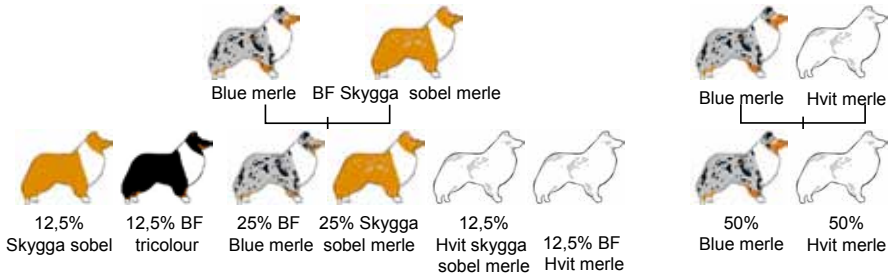 Blue merle BF Skygga sobel merle
12,5%
Skygga sobel
12,5% BF
tricolour
25% BF
Blue merle
25% Skygga
sobel merle
12,5%
Hvit skygga
sobel merle
12,5% BF
Hvit merle
Blue merle Hvit merle
50%
Blue merle
50%
Hvit merle